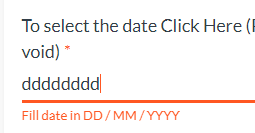 To select the date Click Here (
void) *
dddddddd
Fill date in DD / MM / YYYY